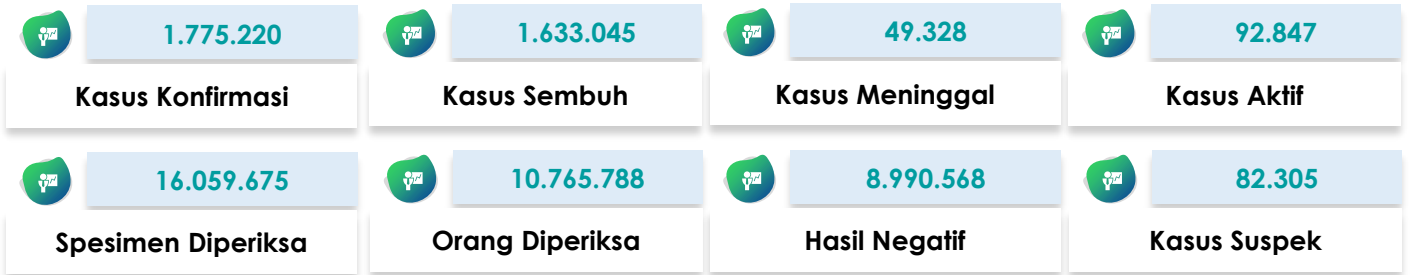 1.775.220
Kasus Konfirmasi
1.633.045
Kasus Sembuh
49.328
Kasus Meninggal
92.847
Kasus Aktif
16.059.675
Spesimen Diperiksa
10.765.788
Orang Diperiksa
8.990.568
Hasil Negatif
82.305
Kasus Suspek